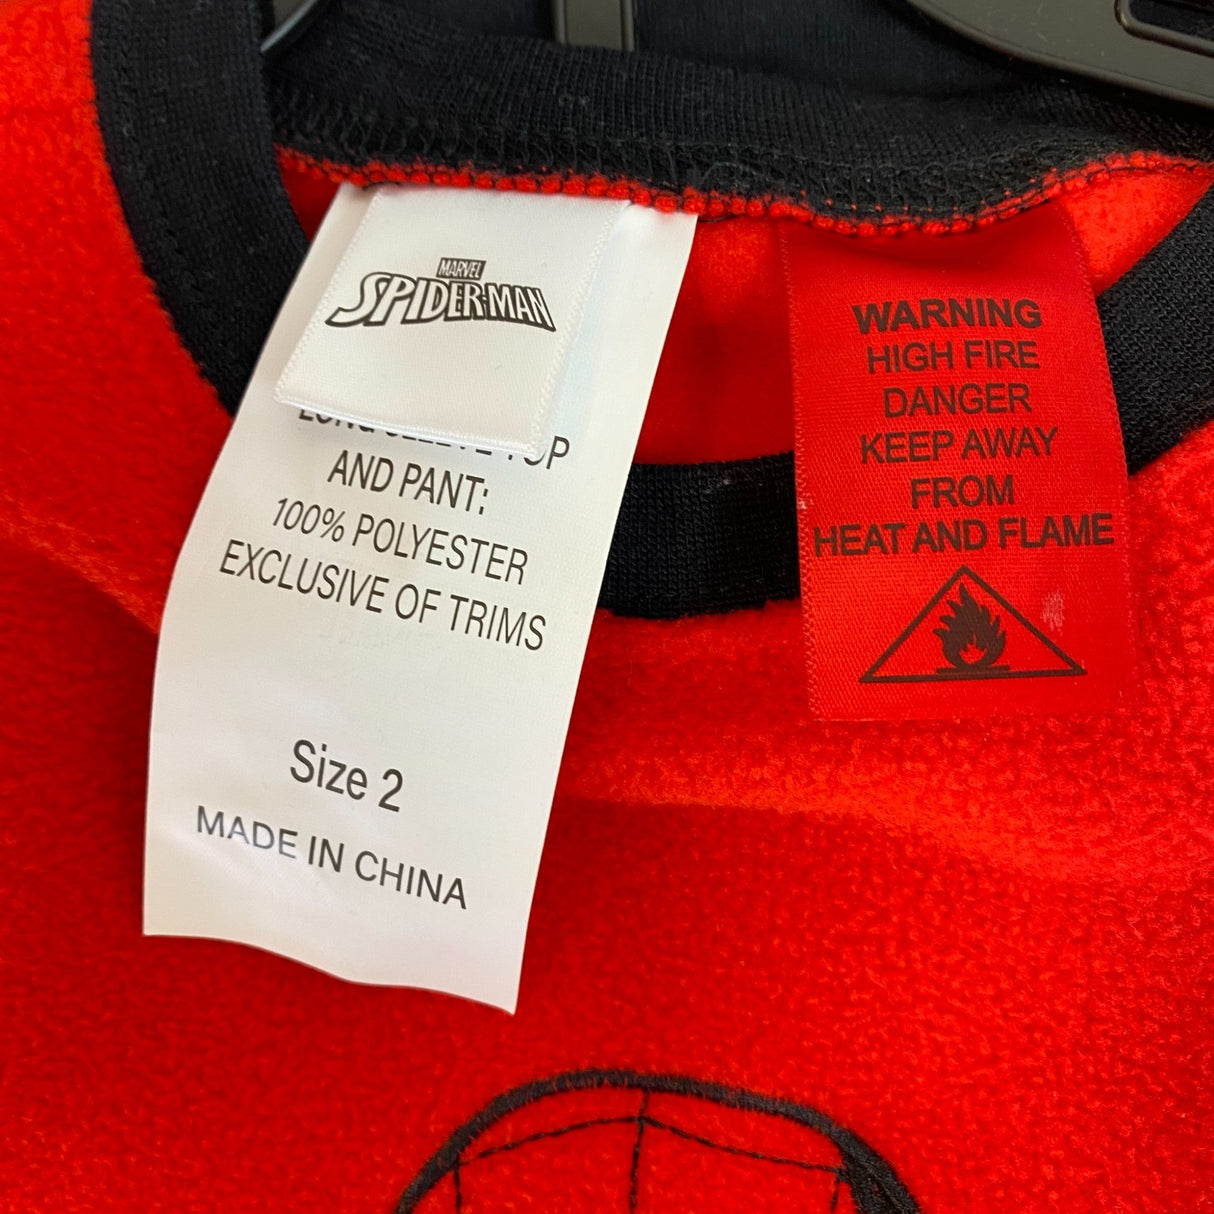 MARVEL
SPIDER-MAN
TOP
AND PANT:
100% POLYESTER
EXCLUSIVE OF TRIMS
Size 2
MADE IN CHINA
WARNING
HIGH FIRE
DANGER
KEEP AWAY
FROM
HEAT AND FLAME